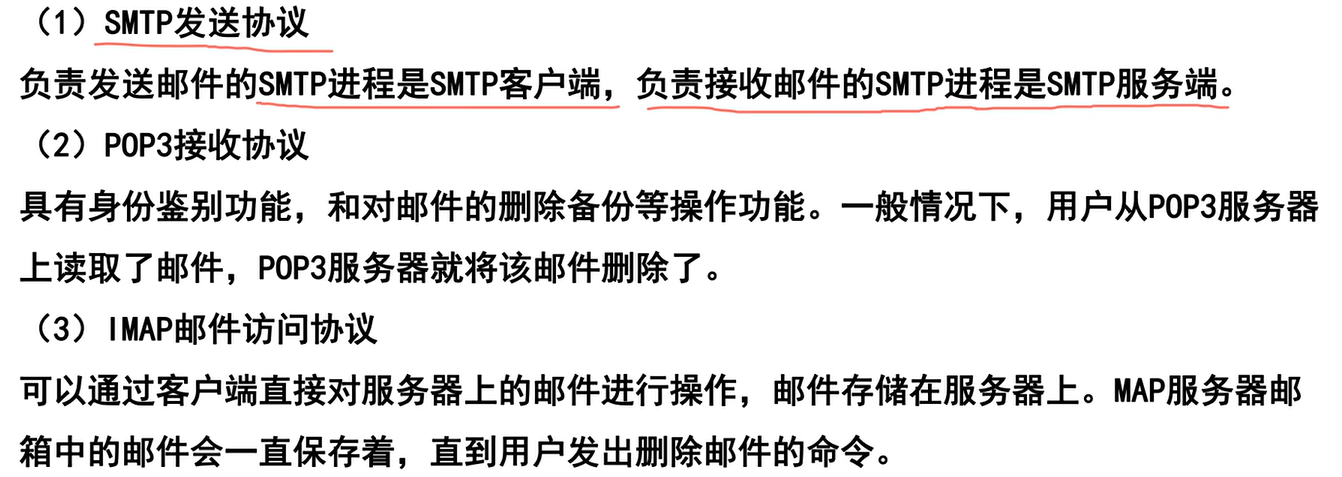 （1）SMTP发送协议
负责发送邮件的SMTP进程是SMTP客户端，负责接收邮件的SMTP进程是SMTP服务端。
（2）POP3接收协议
具有身份鉴别功能，和对邮件的删除备份等操作功能。一般情况下，用户从POP3服务器
上读取了邮件，POP3服务器就将该邮件删除了。
（3）IMAP邮件访问协议
可以通过客户端直接对服务器上的邮件进行操作，邮件存储在服务器上。MAP服务器邮
箱中的邮件会一直保存着，直到用户发出删除邮件的命令。